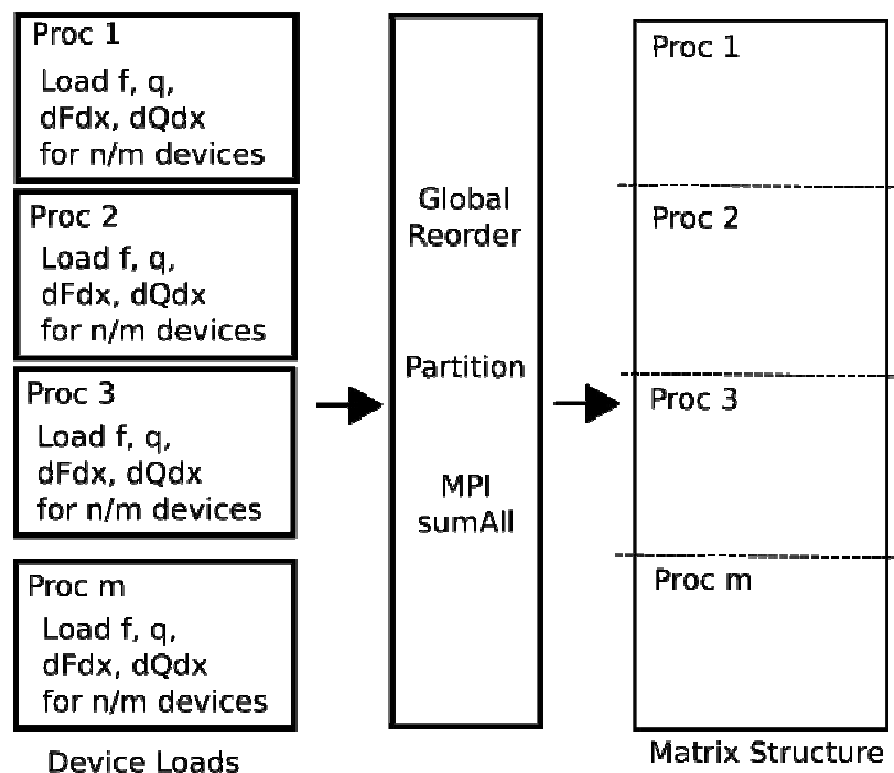 Proc 1
Load f, q,
dFdx, dQdx
for n/m devices
Proc 2
Load f, q,
dFdx, dQdx
for n/m devices
Proc 3
Load f, q,
dFdx, dQdx
for n/m devices
Proc m
Load f, q,
dFdx, dQdx
for n/m devices
Device Loads
Global
Reorder
Partition
MPI
sumAll
Proc 1
Proc 2
Proc 3
Proc m
Matrix Structure